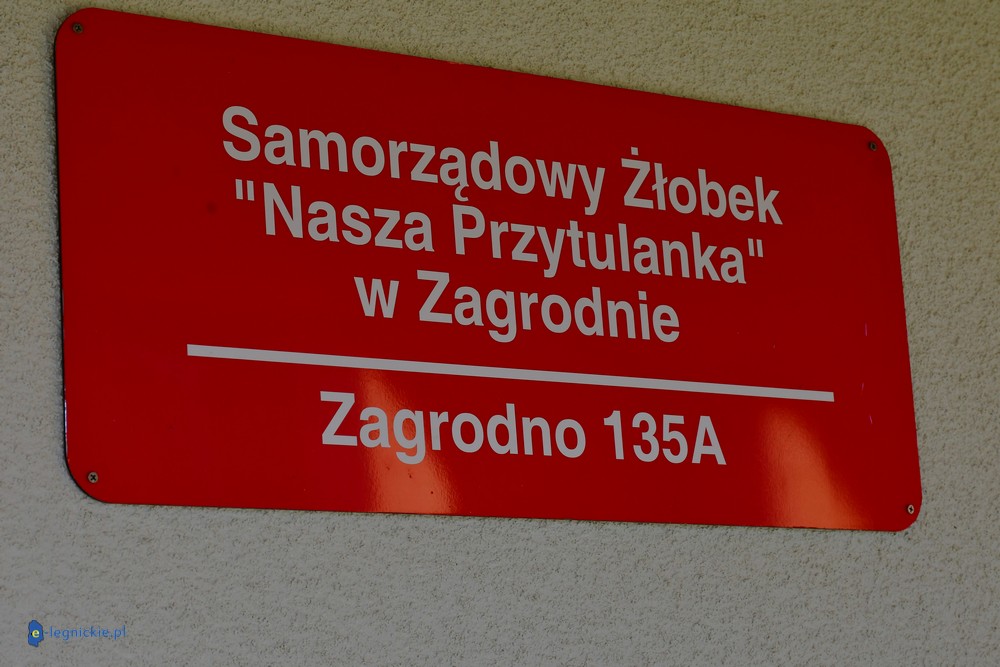 Samorządowy Żłobek
"Nasza Przytulanka"
w Zagrodnie
Zagrodno 135A
e-legnickie.pl